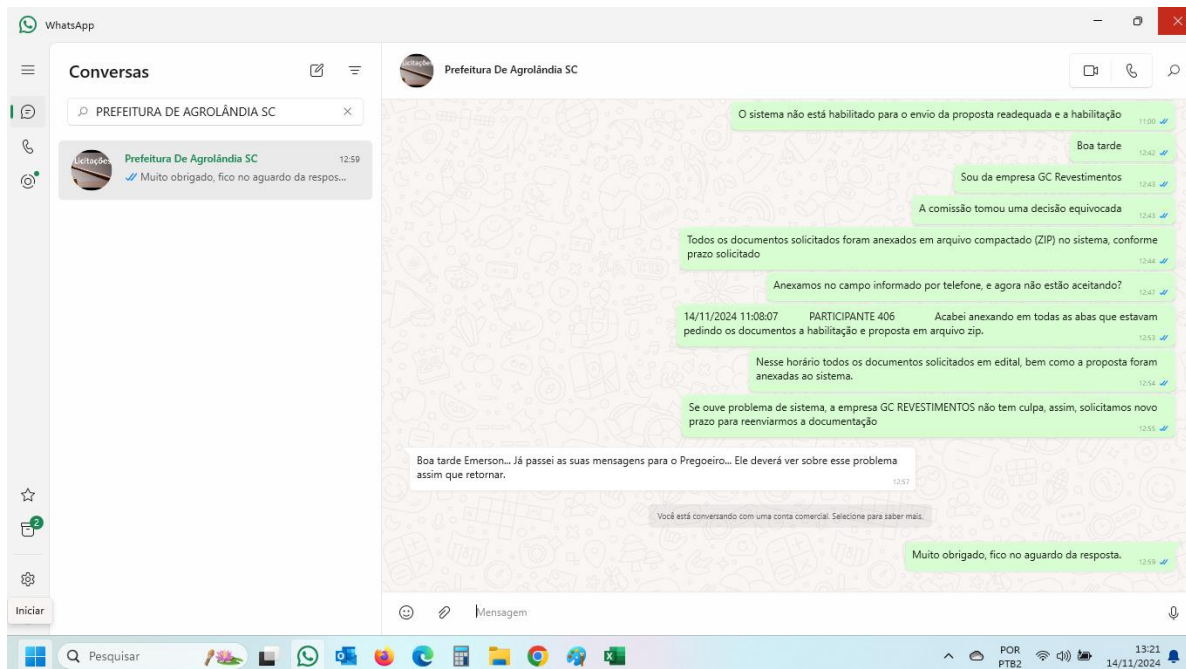 WhatsApp
Conversas
PREFEITURA DE AGROLÂNDIA SC
Licitações
Prefeitura De Agrolândia SC
12:59
Muito obrigado, fico no aguardo da respos...
2
Iniciar
Licitações
Prefeitura De Agrolândia SC
O sistema não está habilitado para o envio da proposta readequada e a habilitação
11:00
Boa tarde
12:42
Sou da empresa GC Revestimentos
12:43
A comissão tomou uma decisão equivocada
12:43
Todos os documentos solicitados foram anexados em arquivo compactado (ZIP) no sistema, conforme
prazo solicitado
12:44
Anexamos no campo informado por telefone, e agora não estão aceitando?
12:47
14/11/2024 11:08:07 PARTICIPANTE 406 Acabei anexando em todas as abas que estavam
pedindo os documentos a habilitação e proposta em arquivo zip.
12:53
Nesse horário todos os documentos solicitados em edital, bem como a proposta foram
anexadas ao sistema.
12:54
Se ouve problema de sistema, a empresa GC REVESTIMENTOS não tem culpa, assim, solicitamos novo
prazo para reenviarmos a documentação
12:55
Boa tarde Emerson... Já passei as suas mensagens para o Pregoeiro... Ele deverá ver sobre esse problema
assim que retornar.
12:57
Você está conversando com uma conta comercial. Selecione para saber mais.
Muito obrigado, fico no aguardo da resposta.
12:59
Mensagem
Pesquisar
POR
PTB2
13:21
14/11/2024